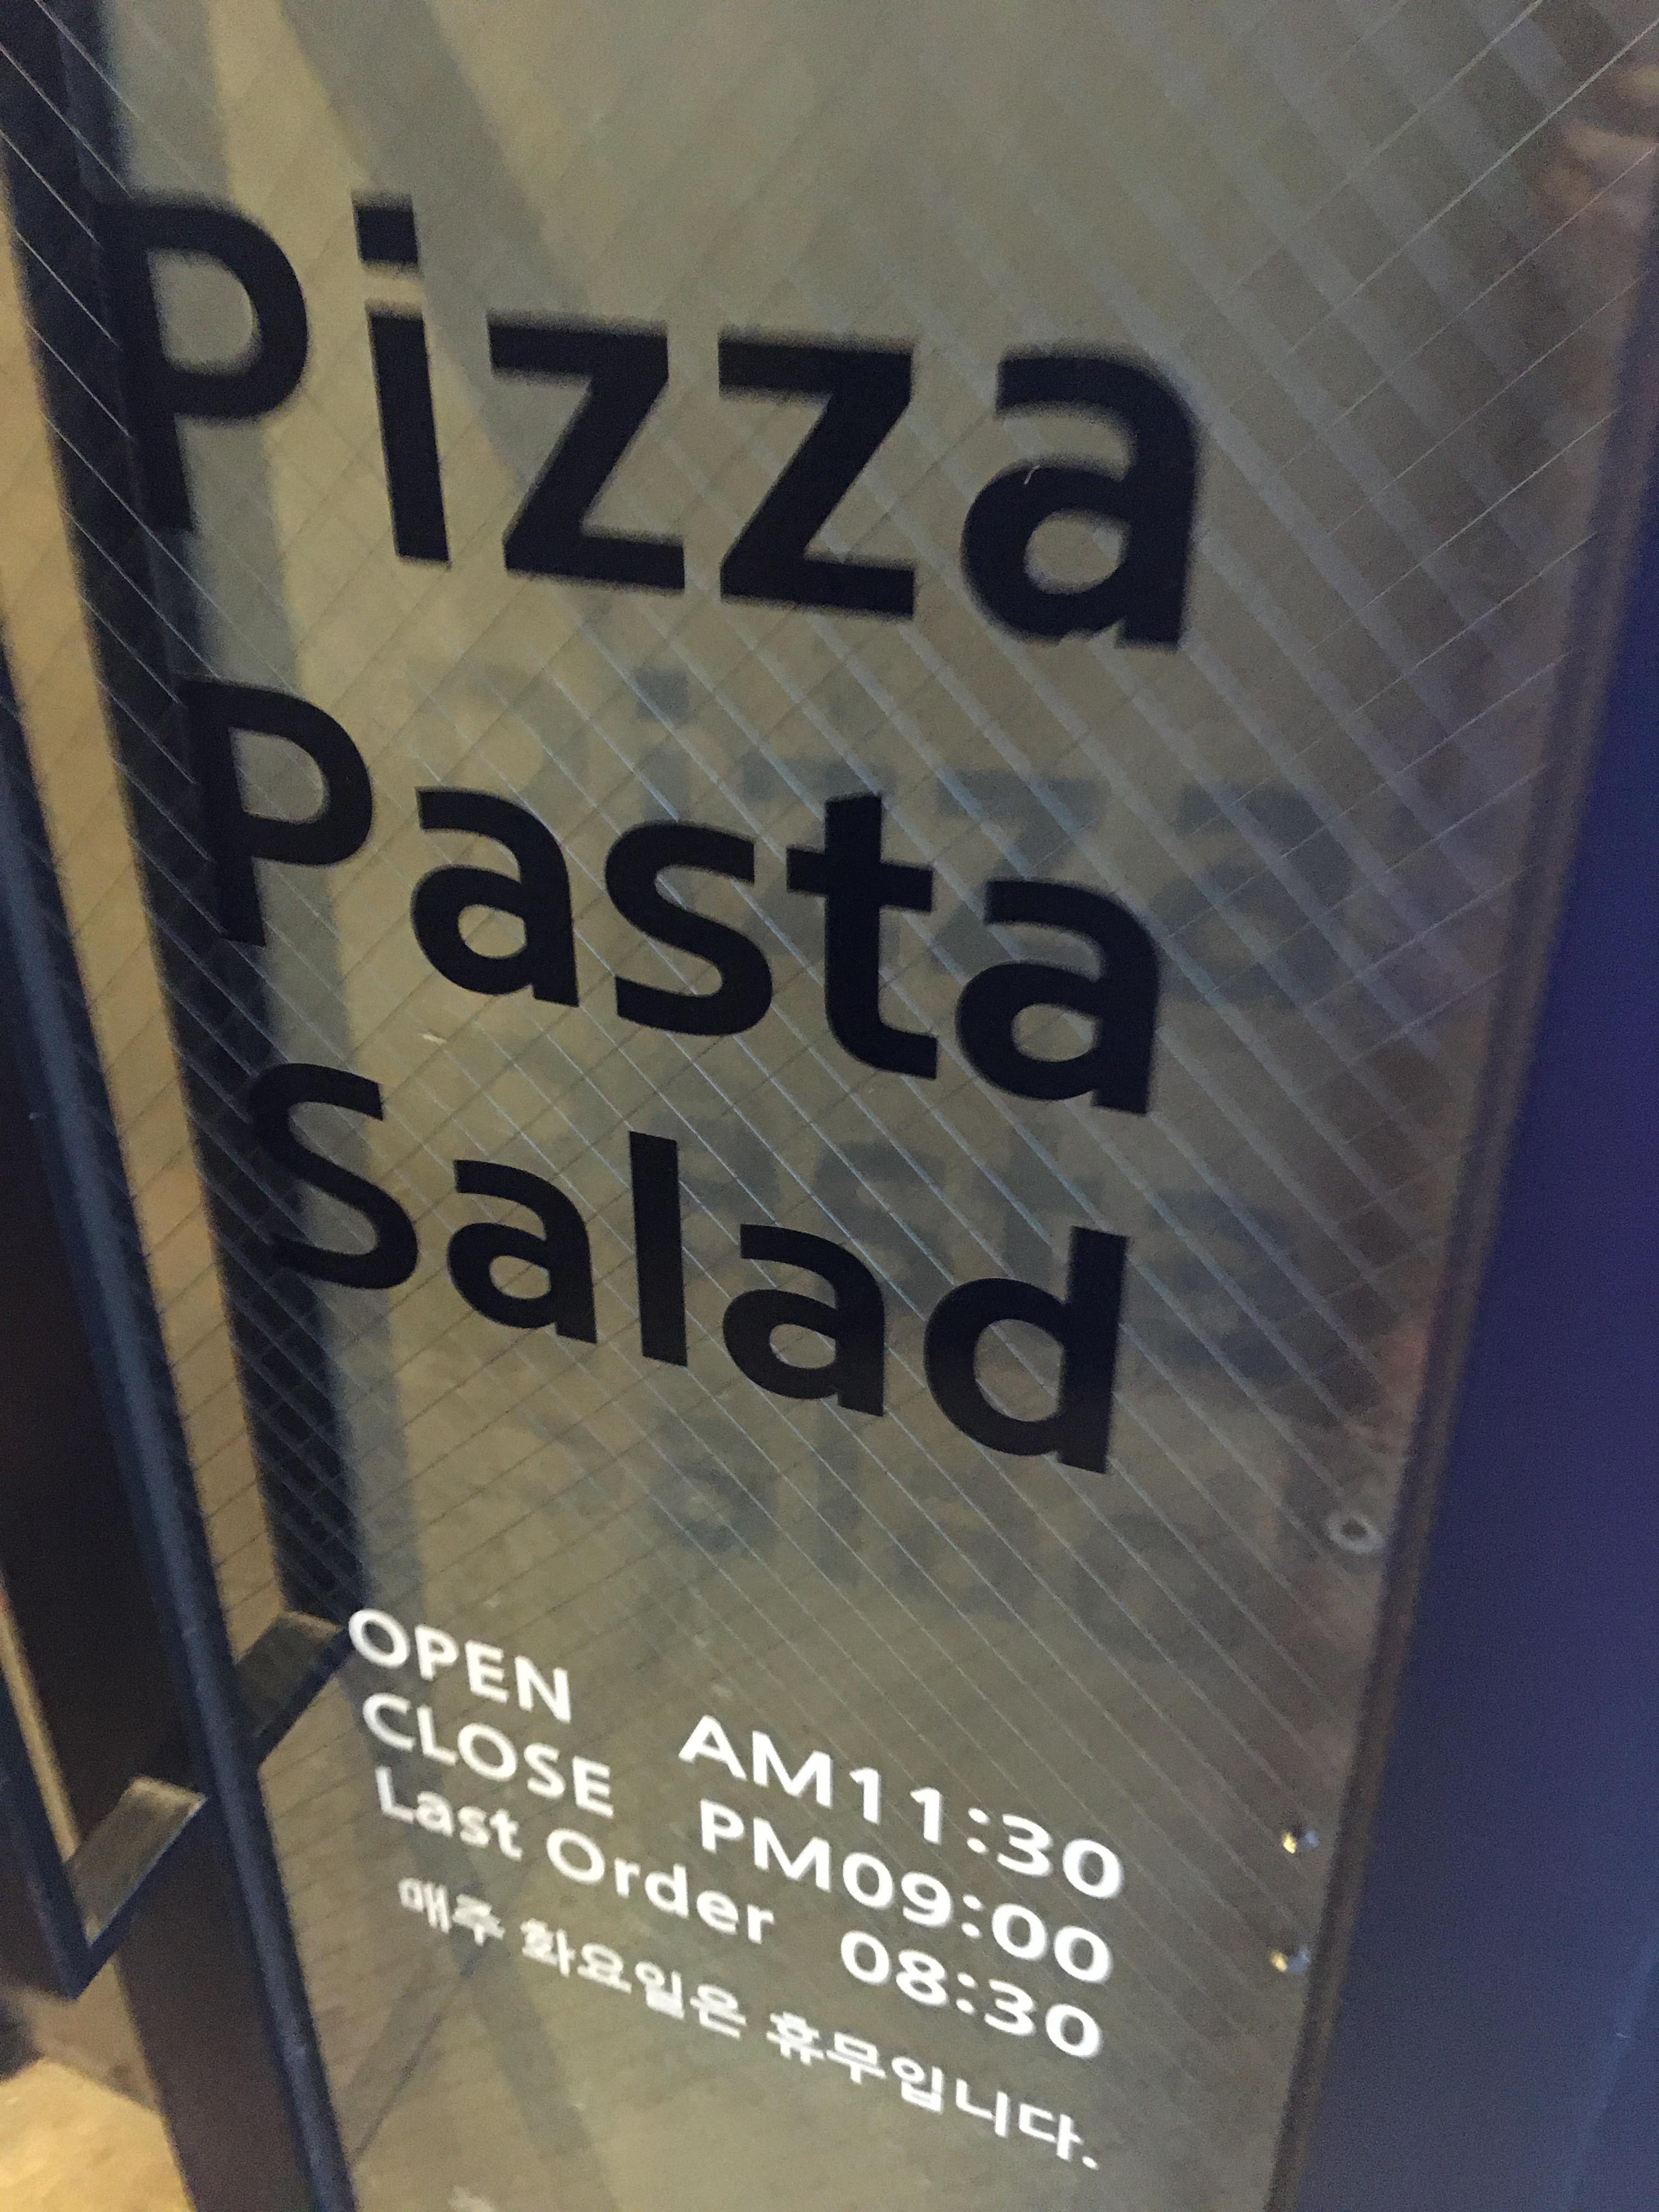 Pizza
Pasta
Salad
OPEN AM11:30
CLOSE PM09:00
Last Order 08:30
매주 화요일은 휴무입니다.